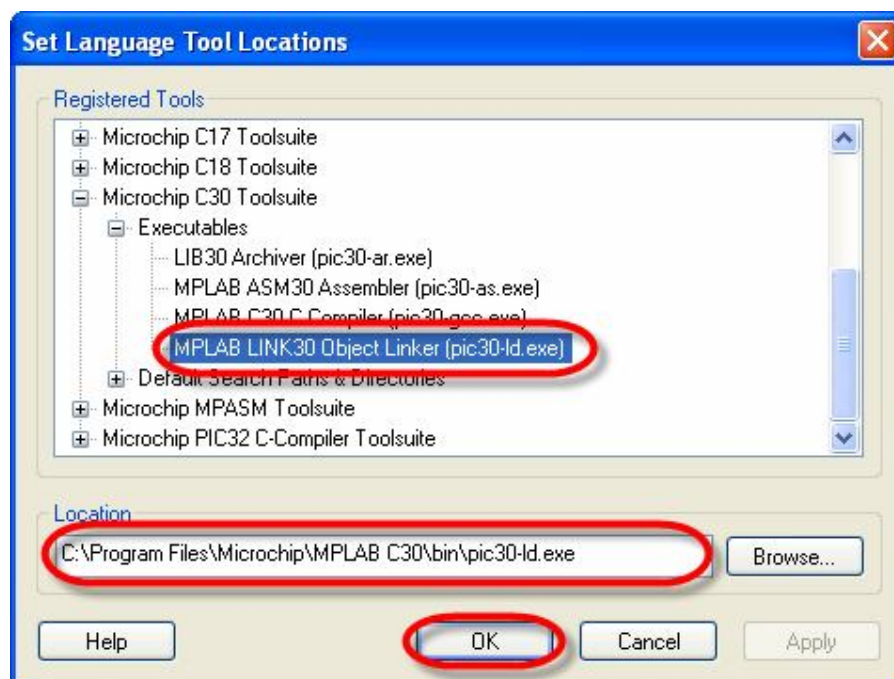 Set Language Tool Locations
Registered Tools
Microchip C17 Toolsuite
Microchip C18 Toolsuite
Microchip C30 Toolsuite
Executables
LIB30 Archiver (pic30-ar.exe)
MPLAB ASM30 Assembler (pic30-as.exe)
MPLAB C30 C Compiler (pic30-gcc.exe)
MPLAB LINK30 Object Linker (pic30-ld.exe)
Default Search Paths & Directories
Microchip MPASM Toolsuite
Microchip PIC32 C-Compiler Toolsuite
Location
C:\Program Files\Microchip\MPLAB C30\bin\pic30-ld.exe
Browse...
Help OK Cancel Apply